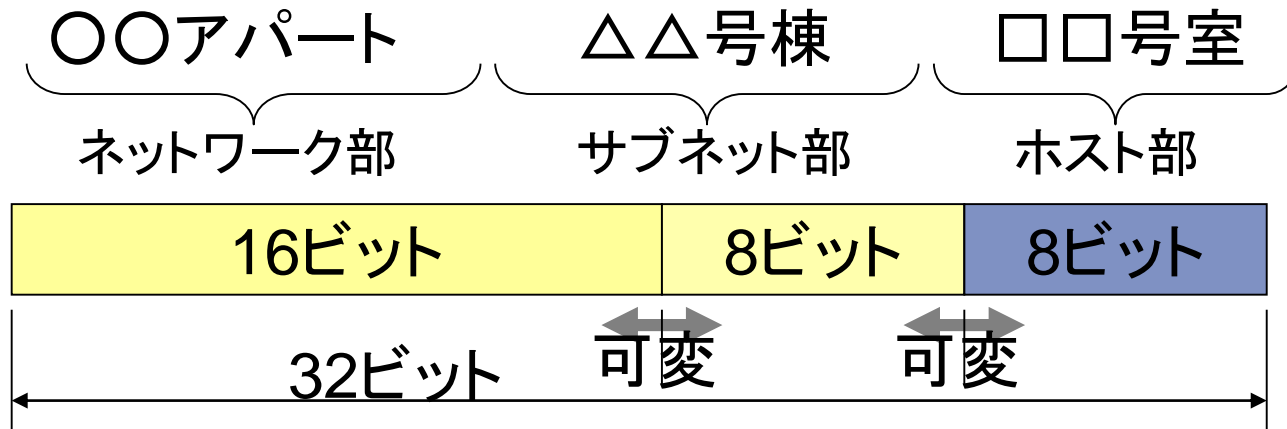 ○○アパート △△号棟 □□号室
ネットワーク部 サブネット部 ホスト部
16ビット 8ビット 8ビット
可変 可変
32ビット